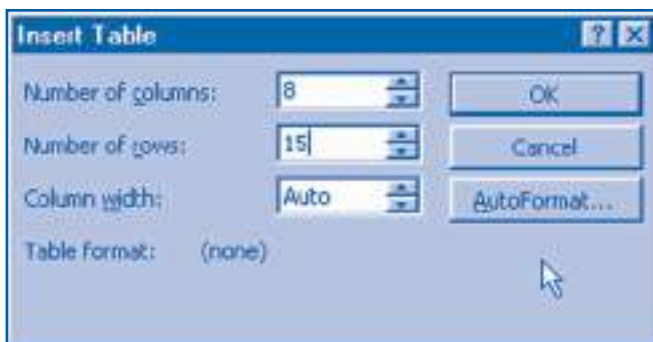 Insert Table ? X
Number of columns: 8 OK
Number of rows: 15 Cancel
Column width: Auto AutoFormat...
Table format: (none)